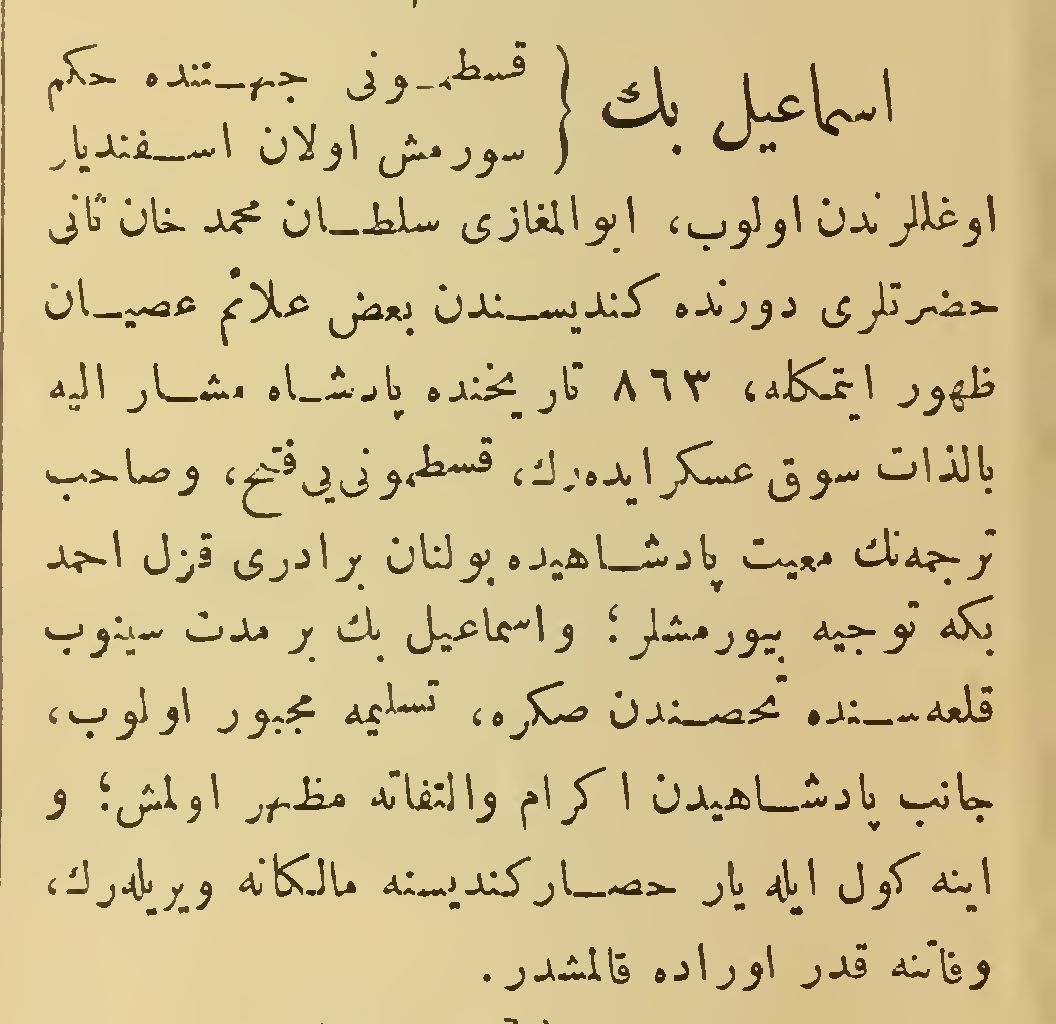 اسماعیل بك { قسطمونی جهتنده حكم
سورمش اولان اسفندیار
اوغللرندن اولوب، ابوالمغازی سلطان محمد خان ثانی
حضرتلری دورنده كندیسندن بعض علائم عصیان
ظهور ایتمكله، ٨٦٣ تاریخنده پادشاه مشار الیه
بالذات سوق عسكر ایده‌رك، قسطمونی‌یی فتح، وصاحب
ترجمه‌نك معیت پادشاهیده بولنان برادری قزل احمد
بكه توجیه بیورمشلر؛ واسماعیل بك بر مدت سینوب
قلعه‌سنده تحصندن صكره، تسلیمه مجبور اولوب،
جانب پادشاهیدن اكرام والتفاته مظهر اولمش؛ و
اینه كول ایله یار حصار كندیسنه مالكانه ویریله‌رك،
وفاتنه قدر اوراده قالمشدر.